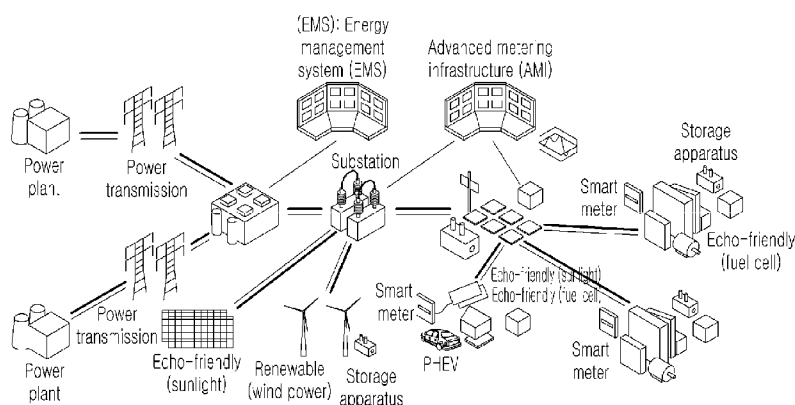 (EMS): Energy
management
system (EMS)
Advanced metering
infrastructure (AMI)
Power
plan.
Power
transmission
Substation
Storage
apparatus
Smart
meter
Echo-friendly
(fuel cell)
Power
plant
Power
transmission
Echo-friendly
(sunlight)
Renewable
(wind power)
Storage
apparatus
Smart
meter
PHEV
Echo-friendly (sunlight)
Echo-friendly (fuel cell,
Smart
meter